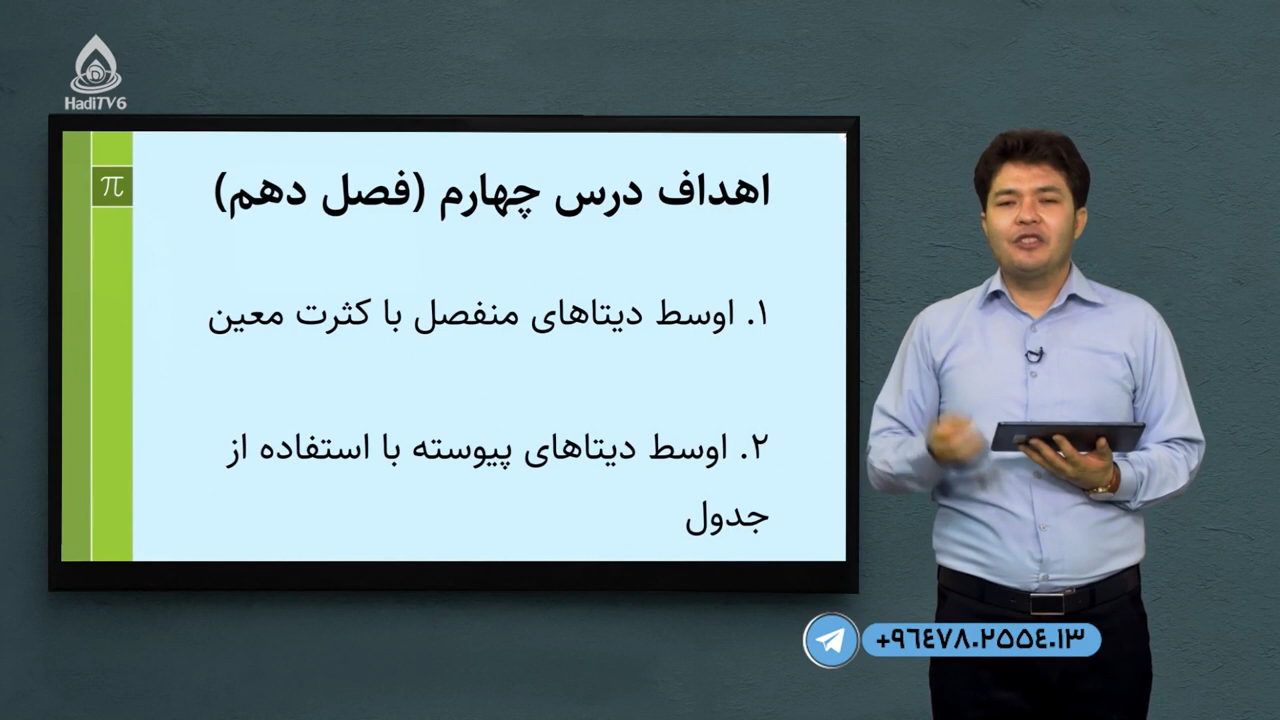 HadiTV6
π
اهداف درس چهارم (فصل دهم)
۱. اوسط دیتاهای منفصل با کثرت معین
۲. اوسط دیتاهای پیوسته با استفاده از
جدول
+٩٦٤٧٨٠٢٥٥٤٠١٣